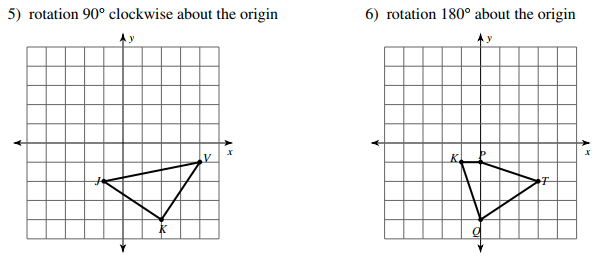 5) rotation 90° clockwise about the origin
6) rotation 180° about the origin
y
x
V
J
K
y
x
K
P
T
Q